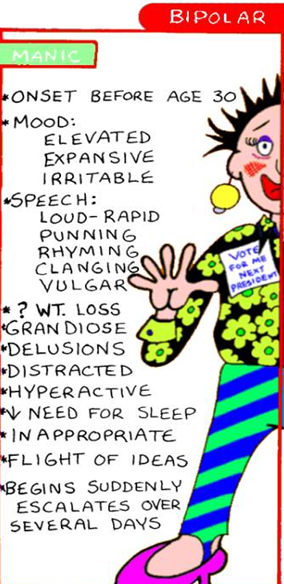 BIPOLAR
MANIC
*ONSET BEFORE AGE 30
*MOOD:
ELEVATED
EXPANSIVE
IRRITABLE
*SPEECH:
LOUD-RAPID
PUNNING
RHYMING
CLANGING
VULGAR
* ? WT. LOSS
*GRANDIOSE
*DELUSIONS
*DISTRACTED
*HYPERACTIVE
*↓ NEED FOR SLEEP
*INAPPROPRIATE
*FLIGHT OF IDEAS
*BEGINS SUDDENLY
ESCALATES OVER
SEVERAL DAYS
VOTE
FOR ME
NEXT
PRESIDENT